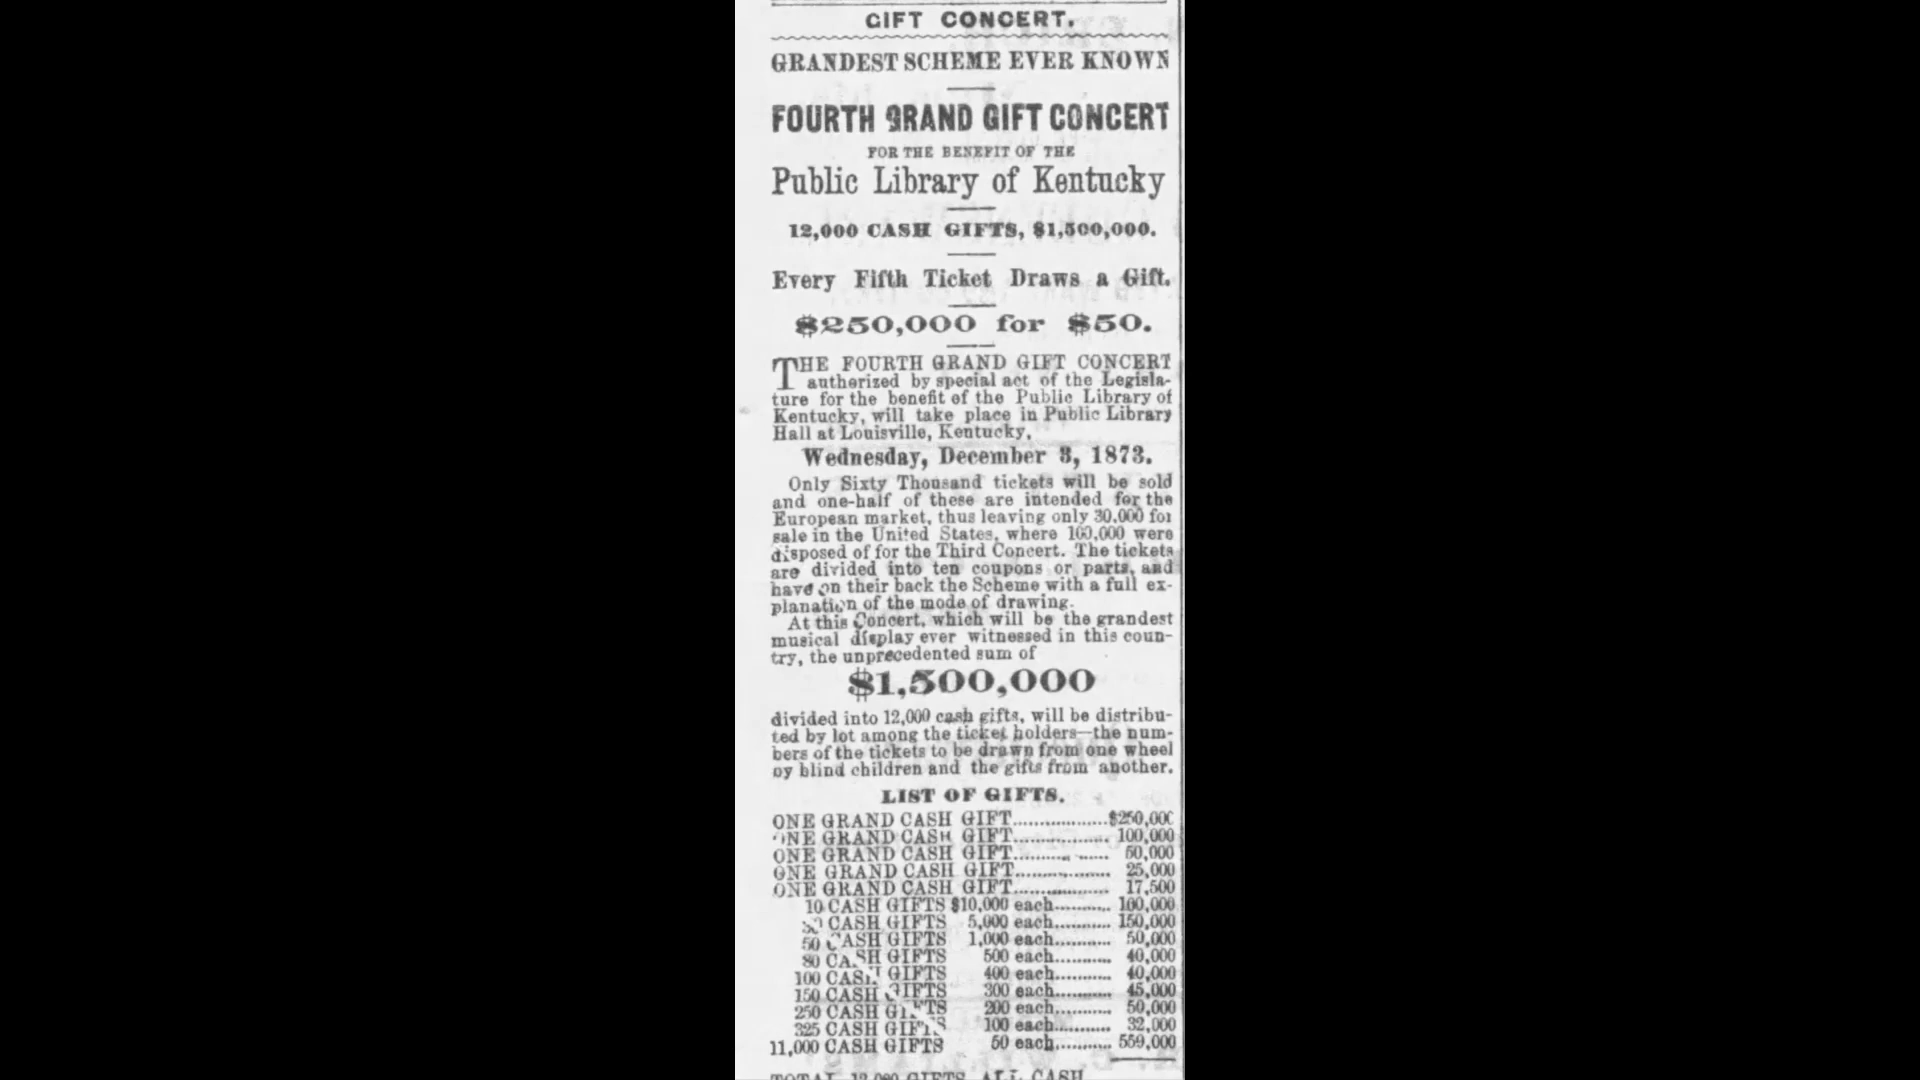 GIFT CONCERT.
GRANDEST SCHEME EVER KNOWN
FOURTH GRAND GIFT CONCERT
FOR THE BENEFIT OF THE
Public Library of Kentucky
12,000 CASH GIFTS, $1,500,000.
Every Fifth Ticket Draws a Gift.
$250,000 for $50.
THE FOURTH GRAND GIFT CONCERT
authorized by special act of the Legisla-
ture for the benefit of the Public Library of
Kentucky, will take place in Public Library
Hall at Louisville, Kentucky,
Wednesday, December 3, 1873.
Only Sixty Thousand tickets will be sold
and one-half of these are intended for the
European market, thus leaving only 30,000 for
sale in the United States, where 100,000 were
disposed of for the Third Concert. The tickets
are divided into ten coupons or parts, and
have on their back the Scheme with a full ex-
planation of the mode of drawing.
At this Concert, which will be the grandest
musical display ever witnessed in this coun-
try, the unprecedented sum of
$1,500,000
divided into 12,000 cash gifts, will be distribu-
ted by lot among the ticket holders—the num-
bers of the tickets to be drawn from one wheel
by blind children and the gifts from another.
LIST OF GIFTS.
ONE GRAND CASH GIFT..................$250,000
ONE GRAND CASH GIFT.................. 100,000
ONE GRAND CASH GIFT.................. 50,000
ONE GRAND CASH GIFT.................. 25,000
ONE GRAND CASH GIFT.................. 17,500
10 CASH GIFTS $10,000 each........... 100,000
CASH GIFTS 5,000 each........... 150,000
50 CASH GIFTS 1,000 each........... 50,000
80 CASH GIFTS 500 each........... 40,000
100 CASH GIFTS 400 each........... 40,000
150 CASH GIFTS 300 each........... 45,000
250 CASH GIFTS 200 each........... 50,000
325 CASH GIFTS 100 each........... 32,000
11,000 CASH GIFTS 50 each........... 559,000
TOTAL, GIFTS, ALL CASH